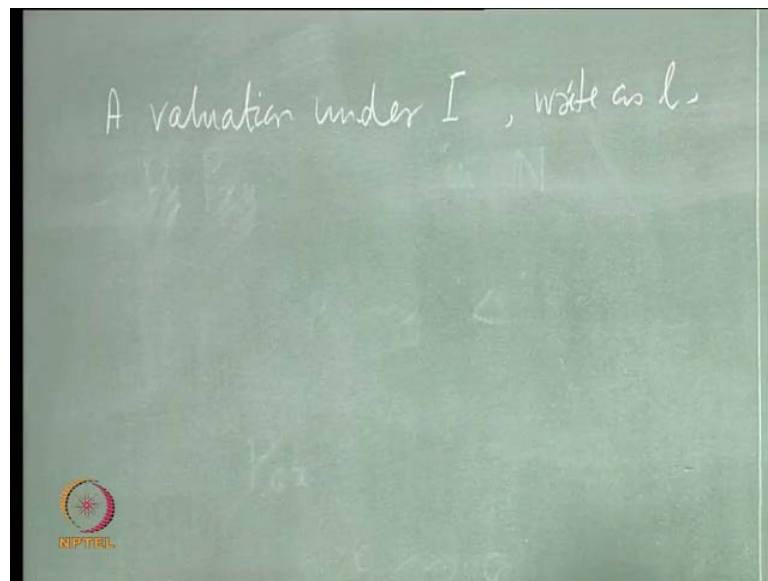 A valuation under I , write as l.
NPTEL